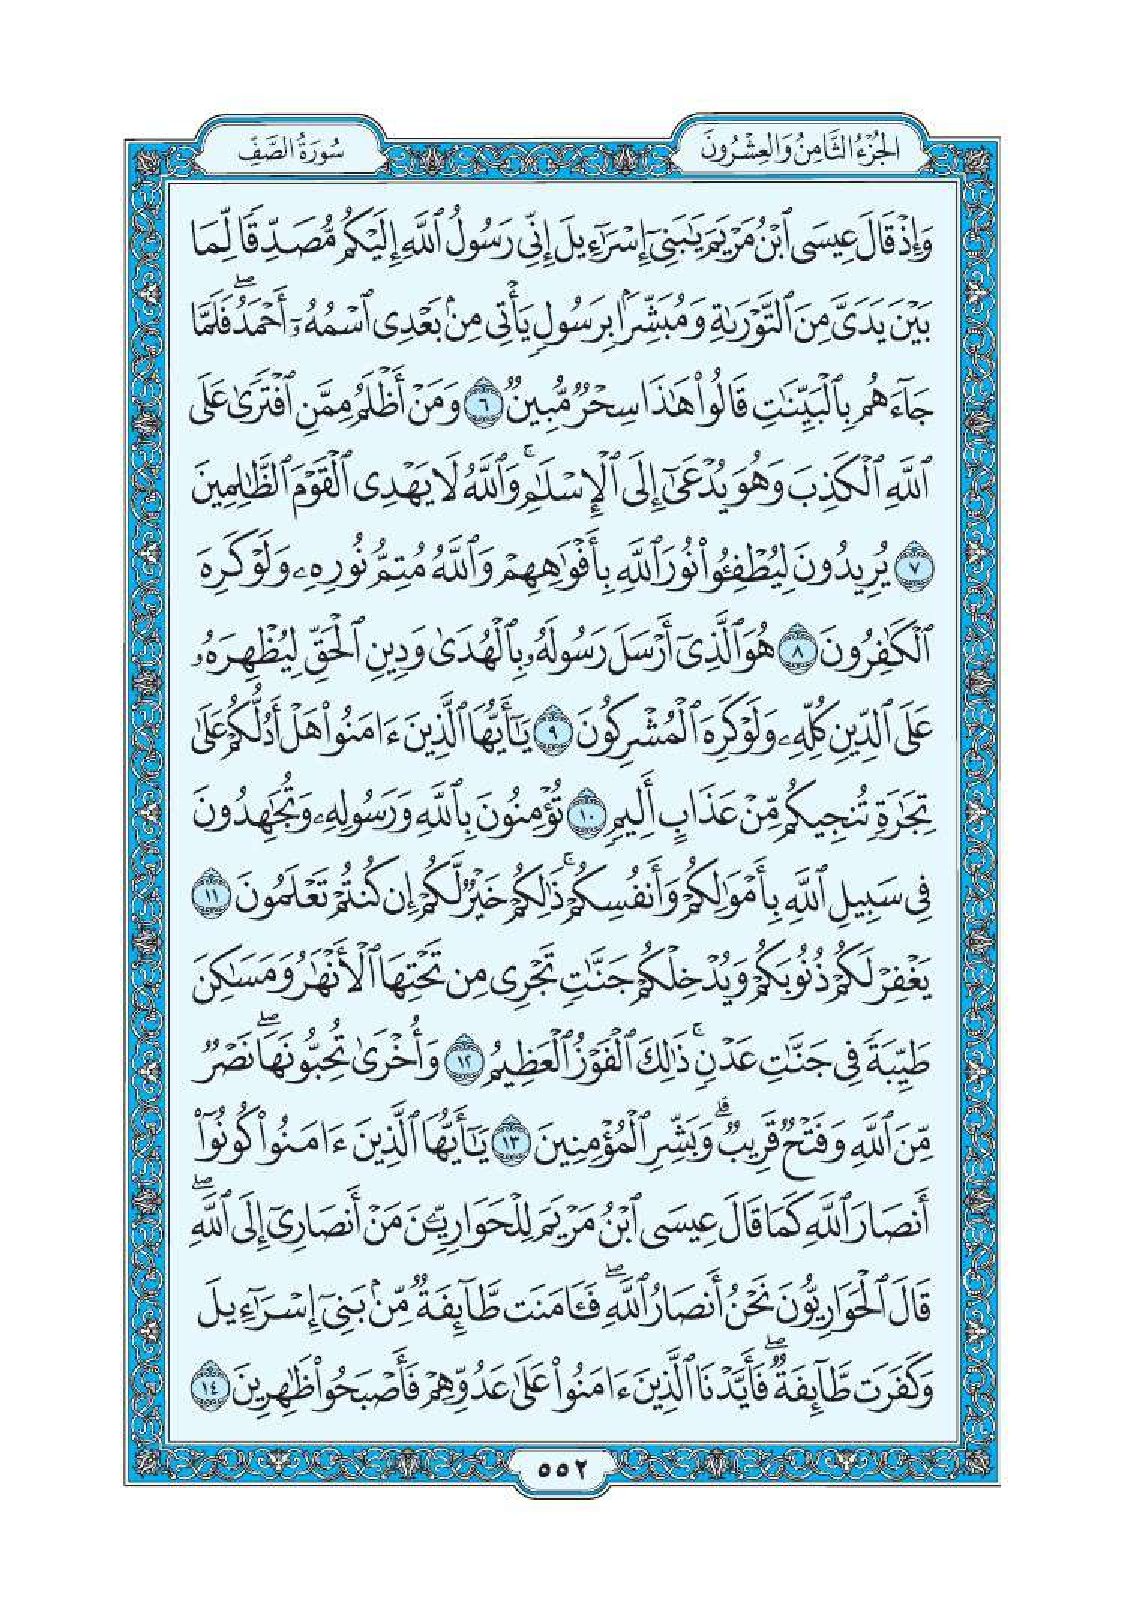 الجُزْءُ الثَّامِنُ وَالعِشْرُونَ
سُورَةُ الصَّفِّ
وَإِذْ قَالَ عِيسَى ٱبْنُ مَرْيَمَ يَٰبَنِىٓ إِسْرَٰٓءِيلَ إِنِّى رَسُولُ ٱللَّهِ إِلَيْكُم مُّصَدِّقًا لِّمَا
بَيْنَ يَدَىَّ مِنَ ٱلتَّوْرَىٰةِ وَمُبَشِّرًۢا بِرَسُولٍ يَأْتِى مِنۢ بَعْدِى ٱسْمُهُۥٓ أَحْمَدُۖ فَلَمَّا
جَآءَهُم بِٱلْبَيِّنَٰتِ قَالُوا۟ هَٰذَا سِحْرٌ مُّبِينٌ ٦ وَمَنْ أَظْلَمُ مِمَّنِ ٱفْتَرَىٰ عَلَى
ٱللَّهِ ٱلْكَذِبَ وَهُوَ يُدْعَىٰٓ إِلَى ٱلْإِسْلَٰمِۚ وَٱللَّهُ لَا يَهْدِى ٱلْقَوْمَ ٱلظَّٰلِمِينَ
٧ يُرِيدُونَ لِيُطْفِـُٔوا۟ نُورَ ٱللَّهِ بِأَفْوَٰهِهِمْ وَٱللَّهُ مُتِمُّ نُورِهِۦ وَلَوْ كَرِهَ
ٱلْكَٰفِرُونَ ٨ هُوَ ٱلَّذِىٓ أَرْسَلَ رَسُولَهُۥ بِٱلْهُدَىٰ وَدِينِ ٱلْحَقِّ لِيُظْهِرَهُۥ
عَلَى ٱلدِّينِ كُلِّهِۦ وَلَوْ كَرِهَ ٱلْمُشْرِكُونَ ٩ يَٰٓأَيُّهَا ٱلَّذِينَ ءَامَنُوا۟ هَلْ أَدُلُّكُمْ عَلَىٰ
تِجَٰرَةٍ تُنجِيكُم مِّنْ عَذَابٍ أَلِيمٍ ١٠ تُؤْمِنُونَ بِٱللَّهِ وَرَسُولِهِۦ وَتُجَٰهِدُونَ
فِى سَبِيلِ ٱللَّهِ بِأَمْوَٰلِكُمْ وَأَنفُسِكُمْۚ ذَٰلِكُمْ خَيْرٌ لَّكُمْ إِن كُنتُمْ تَعْلَمُونَ ١١
يَغْفِرْ لَكُمْ ذُنُوبَكُمْ وَيُدْخِلْكُمْ جَنَّٰتٍ تَجْرِى مِن تَحْتِهَا ٱلْأَنْهَٰرُ وَمَسَٰكِنَ
طَيِّبَةً فِى جَنَّٰتِ عَدْنٍۚ ذَٰلِكَ ٱلْفَوْزُ ٱلْعَظِيمُ ١٢ وَأُخْرَىٰ تُحِبُّونَهَاۖ نَصْرٌ
مِّنَ ٱللَّهِ وَفَتْحٌ قَرِيبٌۗ وَبَشِّرِ ٱلْمُؤْمِنِينَ ١٣ يَٰٓأَيُّهَا ٱلَّذِينَ ءَامَنُوا۟ كُونُوٓا۟
أَنصَارَ ٱللَّهِ كَمَا قَالَ عِيسَى ٱبْنُ مَرْيَمَ لِلْحَوَارِيِّـۧنَ مَنْ أَنصَارِىٓ إِلَى ٱللَّهِۖ
قَالَ ٱلْحَوَارِيُّونَ نَحْنُ أَنصَارُ ٱللَّهِۖ فَـَٔامَنَت طَّآئِفَةٌ مِّنۢ بَنِىٓ إِسْرَٰٓءِيلَ
وَكَفَرَت طَّآئِفَةٌۖ فَأَيَّدْنَا ٱلَّذِينَ ءَامَنُوا۟ عَلَىٰ عَدُوِّهِمْ فَأَصْبَحُوا۟ ظَٰهِرِينَ ١٤
٥٥٢